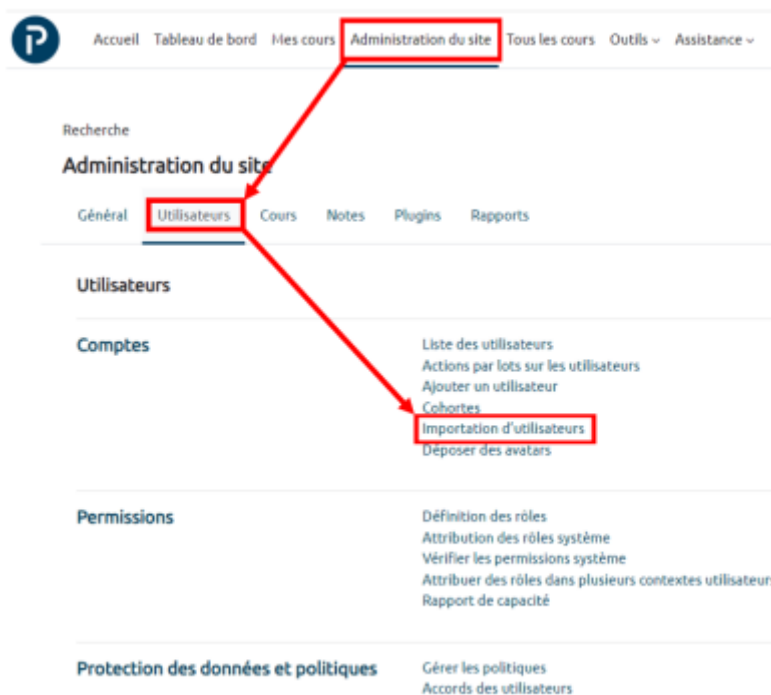 Accueil Tableau de bord Mes cours Administration du site Tous les cours Outils Assistance
Recherche
Administration du site
Général Utilisateurs Cours Notes Plugins Rapports
Utilisateurs
Comptes
Liste des utilisateurs
Actions par lots sur les utilisateurs
Ajouter un utilisateur
Cohortes
Importation d'utilisateurs
Déposer des avatars
Permissions
Définition des rôles
Attribution des rôles système
Vérifier les permissions système
Attribuer des rôles dans plusieurs contextes utilisateurs
Rapport de capacité
Protection des données et politiques
Gérer les politiques
Accords des utilisateurs